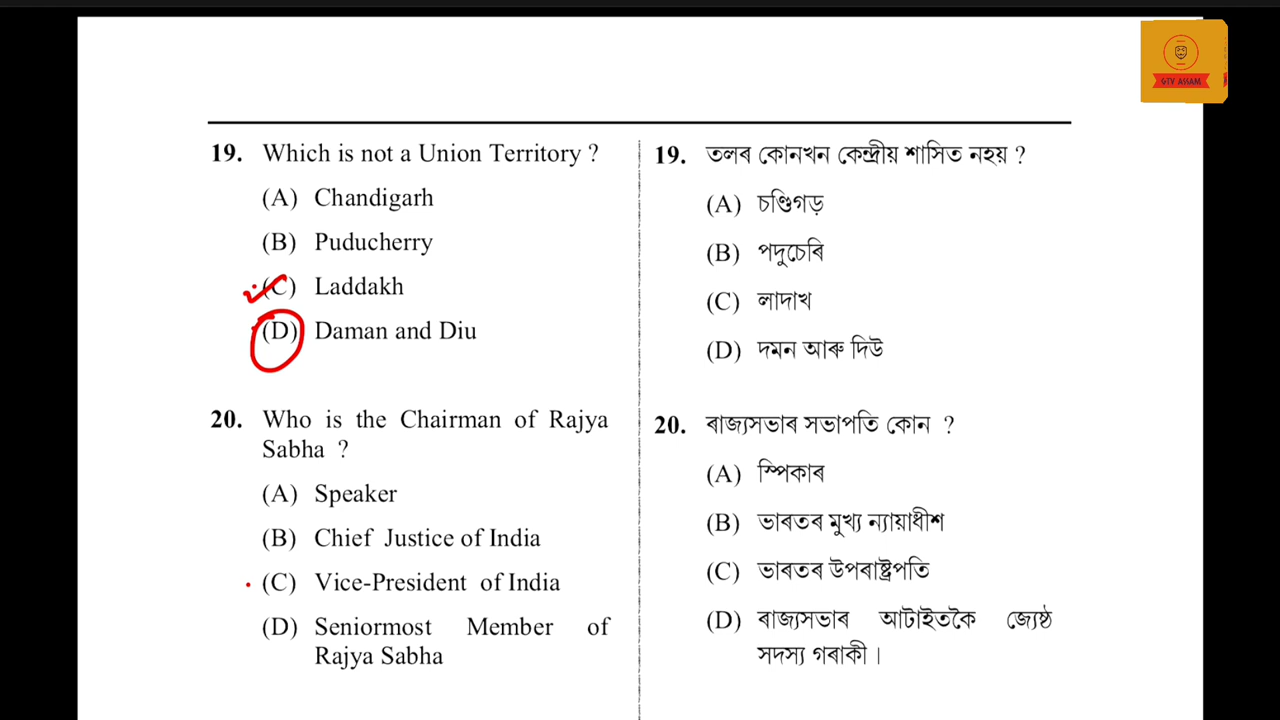 GTV ASSAM
19. Which is not a Union Territory ?
(A) Chandigarh
(B) Puducherry
(C) Laddakh
(D) Daman and Diu
20. Who is the Chairman of Rajya
Sabha ?
(A) Speaker
(B) Chief Justice of India
(C) Vice-President of India
(D) Seniormost Member of
Rajya Sabha
19. তলৰ কোনখন কেন্দ্ৰীয় শাসিত নহয় ?
(A) চণ্ডিগড়
(B) পদুচেৰি
(C) লাদাখ
(D) দমন আৰু দিউ
20. ৰাজ্যসভাৰ সভাপতি কোন ?
(A) স্পিকাৰ
(B) ভাৰতৰ মুখ্য ন্যায়াধীশ
(C) ভাৰতৰ উপৰাষ্ট্ৰপতি
(D) ৰাজ্যসভাৰ আটাইতকৈ জ্যেষ্ঠ
সদস্য গৰাকী।